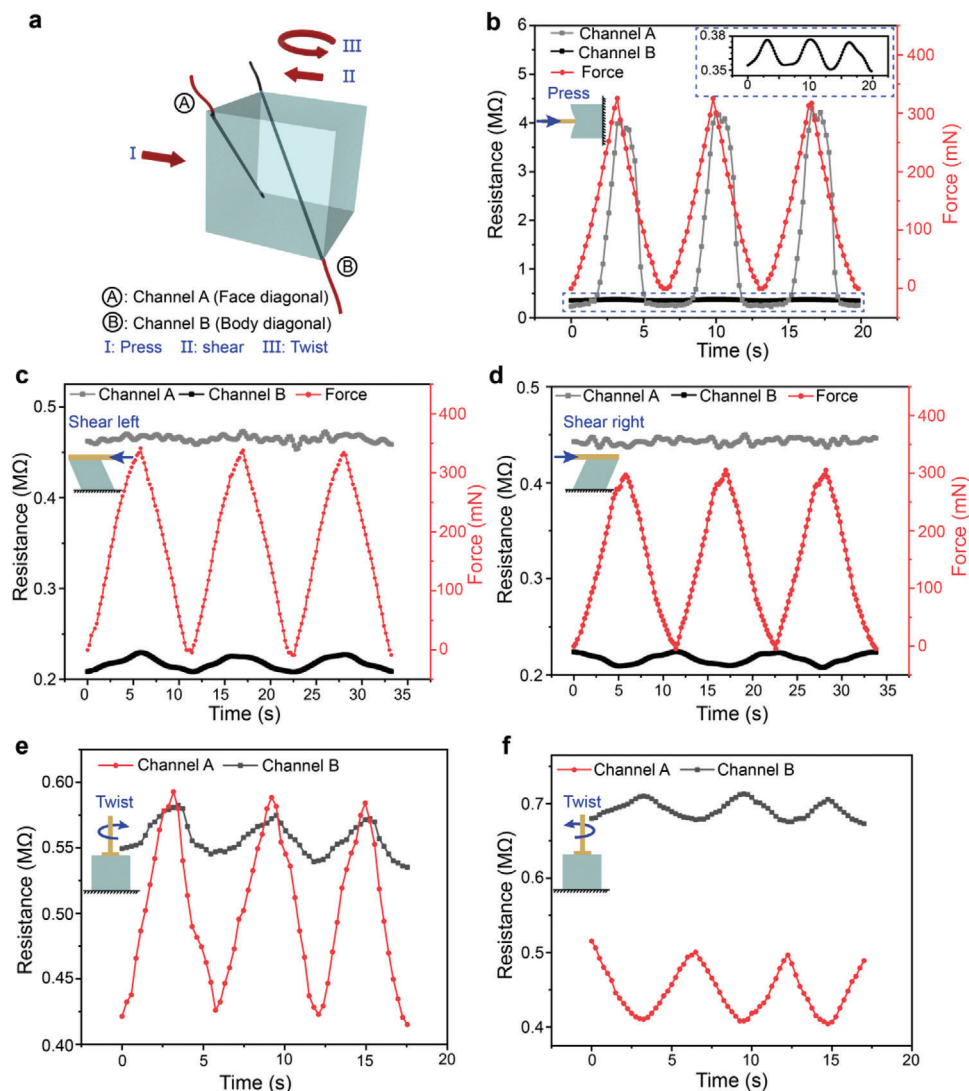 a
III
II
A
I
B
A: Channel A (Face diagonal)
B: Channel B (Body diagonal)
I: Press II: shear III: Twist
b
Channel A
Channel B
Force
Press
0.38
0.35
0 5 10 15 20
6
5
4
3
2
1
0
Resistance (MΩ)
400
300
200
100
0
Force (mN)
0 5 10 15 20
Time (s)
c
Channel A Channel B Force
Shear left
0.5
0.4
0.3
0.2
Resistance (MΩ)
400
300
200
100
0
Force (mN)
0 5 10 15 20 25 30 35
Time (s)
d
Channel A Channel B Force
Shear right
0.5
0.4
0.3
0.2
Resistance (MΩ)
400
300
200
100
0
Force (mN)
0 5 10 15 20 25 30 35
Time (s)
e
Channel A Channel B
Twist
0.60
0.55
0.50
0.45
0.40
Resistance (MΩ)
0 5 10 15 20
Time (s)
f
Channel A Channel B
Twist
0.7
0.6
0.5
0.4
Resistance (MΩ)
0 5 10 15 20
Time (s)